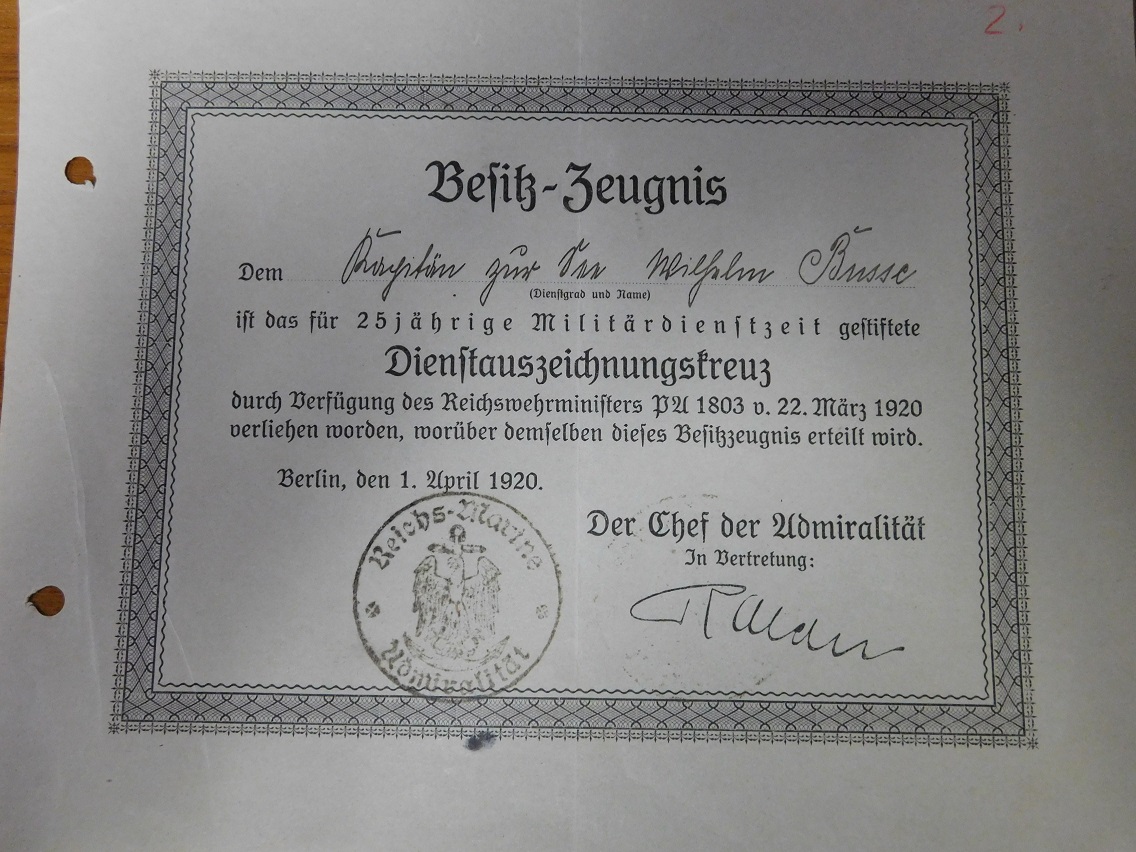 2.
Besitz-Zeugnis
Dem Kapitän zur See Wilhelm Busse
(Dienstgrad und Name)
ist das für 25jährige Militärdienstzeit gestiftete
Dienstauszeichnungskreuz
durch Verfügung des Reichswehrministers PA 1803 v. 22. März 1920
verliehen worden, worüber demselben dieses Besitzzeugnis erteilt wird.
Berlin, den 1. April 1920.
Reichs-Marine
Admiralität
Der Chef der Admiralität
In Vertretung: